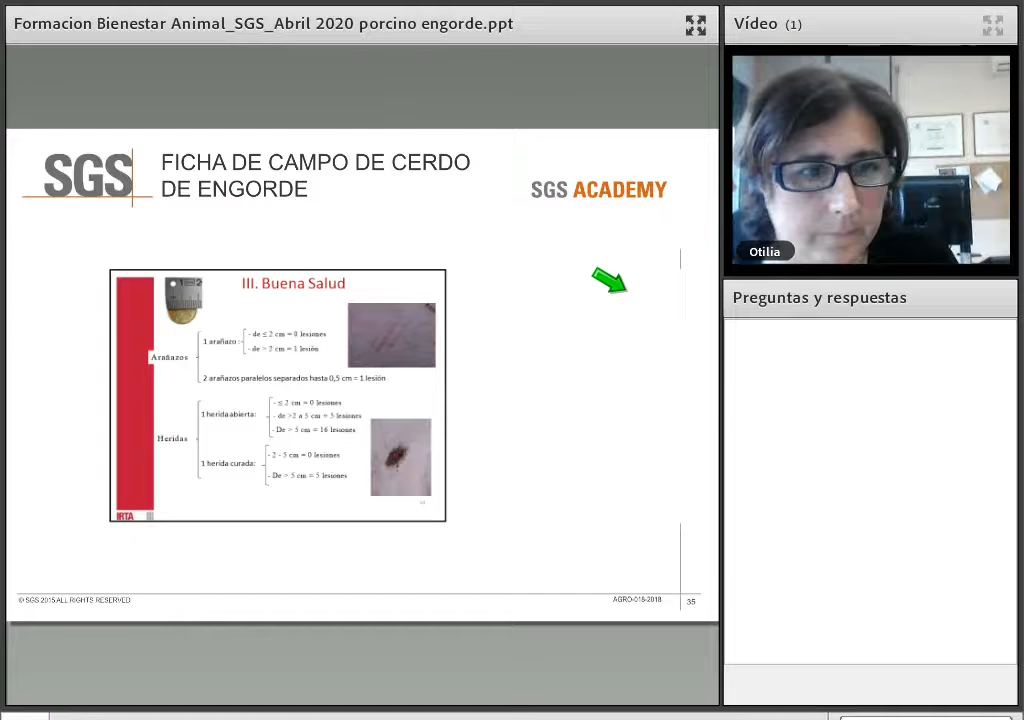 Formacion Bienestar Animal_SGS_Abril 2020 porcino engorde.ppt
Vídeo (1)
SGS
FICHA DE CAMPO DE CERDO
DE ENGORDE
SGS ACADEMY
Otilia
Preguntas y respuestas
III. Buena Salud
1 2
Arañazos
1 arañazo :
- de ≤ 2 cm = 0 lesiones
- de > 2 cm = 1 lesión
2 arañazos paralelos separados hasta 0,5 cm = 1 lesión
Heridas
1 herida abierta:
- ≤ 2 cm = 0 lesiones
- de >2 a 5 cm = 5 lesiones
- De > 5 cm = 16 lesiones
1 herida curada:
- 2 - 5 cm = 0 lesiones
- De > 5 cm = 5 lesiones
IRTA
© SGS 2015 ALL RIGHTS RESERVED
AGRO-018-2018
35